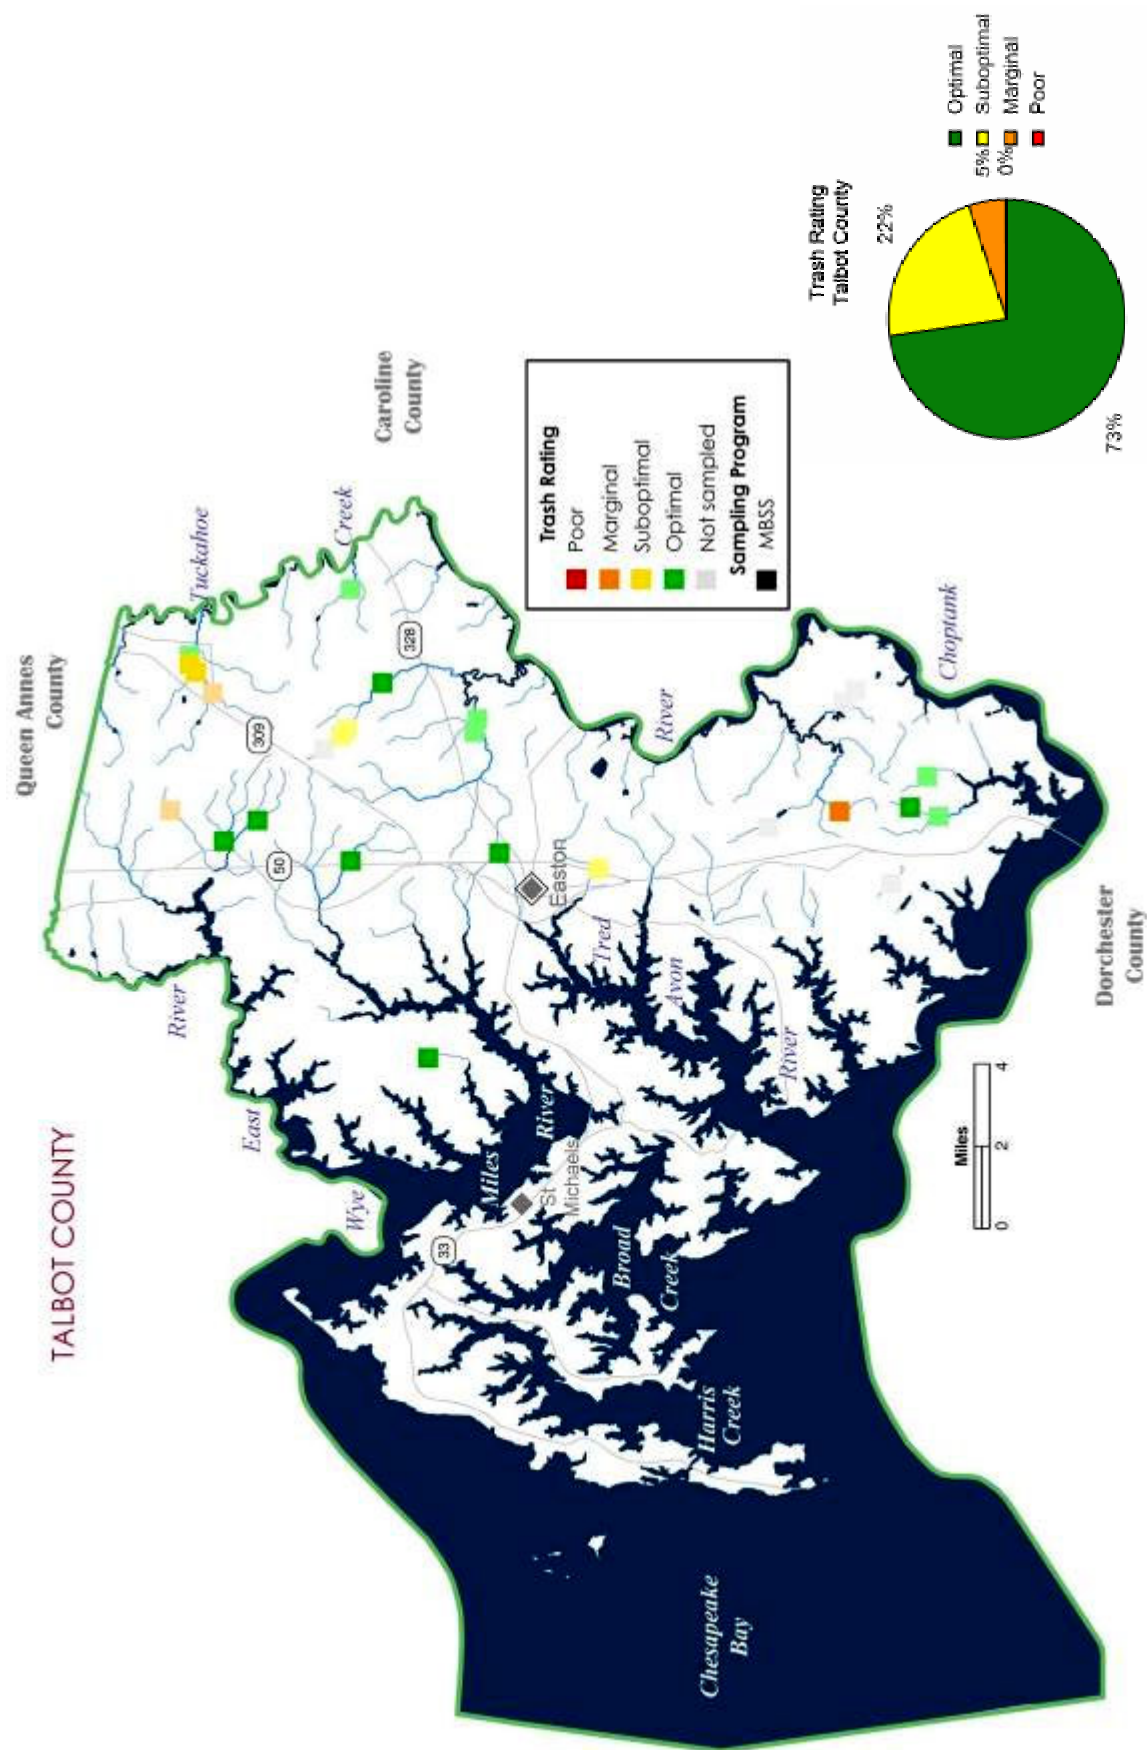 TALBOT COUNTY
Queen Annes
County
Caroline
County
Dorchester
County
Wye
East
River
Tuckahoe
Creek
River
Choptank
Miles
River
St
Michaels
Easton
Tred
Avon
River
Broad
Creek
Harris
Creek
Chesapeake
Bay
33
50
309
328
Miles
0 2 4
Trash Rating
Poor
Marginal
Suboptimal
Optimal
Not sampled
Sampling Program
MBSS
Trash Rating
Talbot County
73%
22%
5%
0%
Optimal
Suboptimal
Marginal
Poor